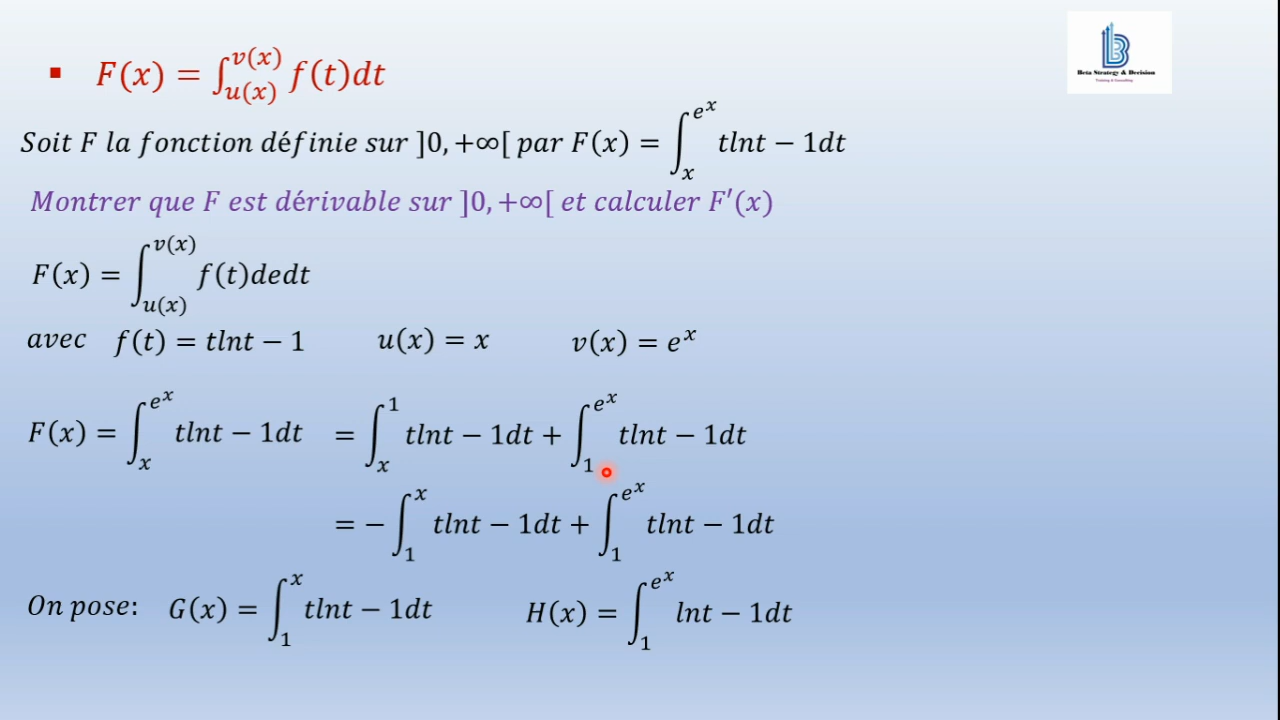 ▪ F(x) = ∫_{u(x)}^{v(x)} f(t)dt
Beta Strategy & Decision
Training & Consulting
Soit F la fonction définie sur ]0, +∞[ par F(x) = ∫_x^{e^x} tlnt − 1dt
Montrer que F est dérivable sur ]0, +∞[ et calculer F′(x)
F(x) = ∫_{u(x)}^{v(x)} f(t)dedt
avec f(t) = tlnt − 1 u(x) = x v(x) = e^x
F(x) = ∫_x^{e^x} tlnt − 1dt = ∫_x^1 tlnt − 1dt + ∫_1^{e^x} tlnt − 1dt
= − ∫_1^x tlnt − 1dt + ∫_1^{e^x} tlnt − 1dt
On pose: G(x) = ∫_1^x tlnt − 1dt H(x) = ∫_1^{e^x} lnt − 1dt